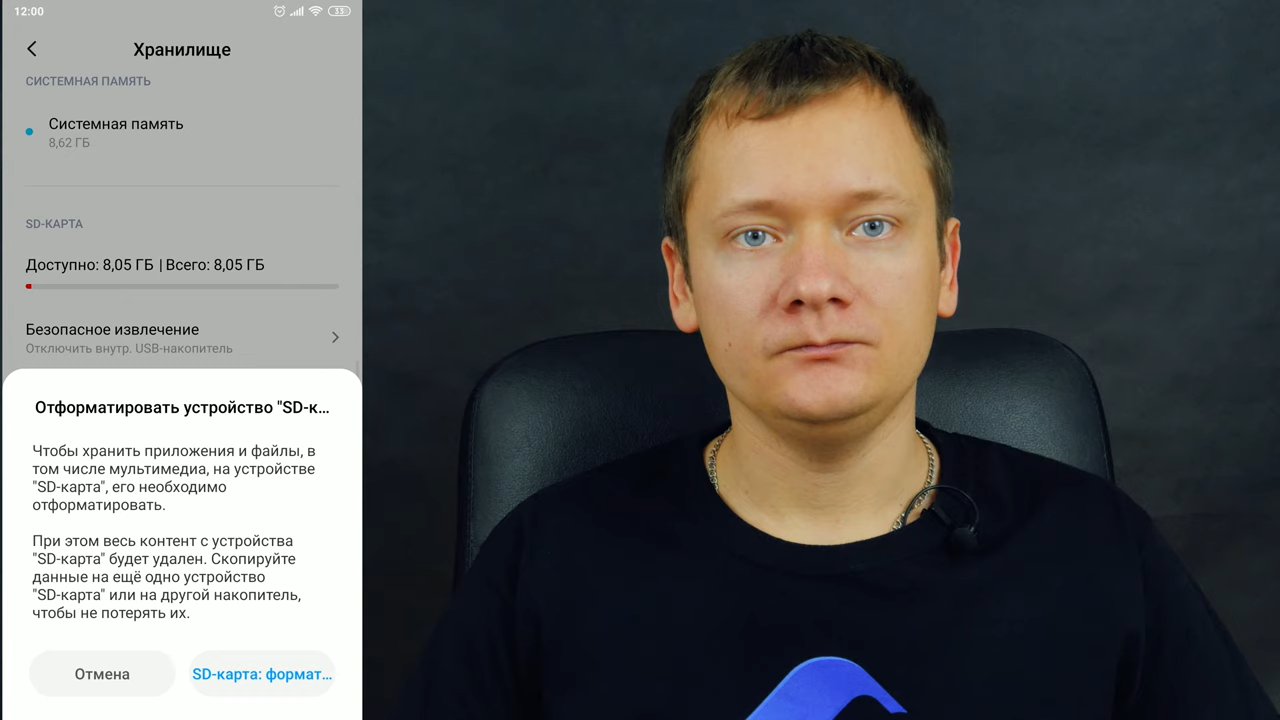 12:00
33
Хранилище
СИСТЕМНАЯ ПАМЯТЬ
Системная память
8,62 ГБ
SD-КАРТА
Доступно: 8,05 ГБ | Всего: 8,05 ГБ
Безопасное извлечение
Отключить внутр. USB-накопитель
Отформатировать устройство "SD-к...
Чтобы хранить приложения и файлы, в
том числе мультимедиа, на устройстве
"SD-карта", его необходимо
отформатировать.
При этом весь контент с устройства
"SD-карта" будет удален. Скопируйте
данные на ещё одно устройство
"SD-карта" или на другой накопитель,
чтобы не потерять их.
Отмена
SD-карта: формат...